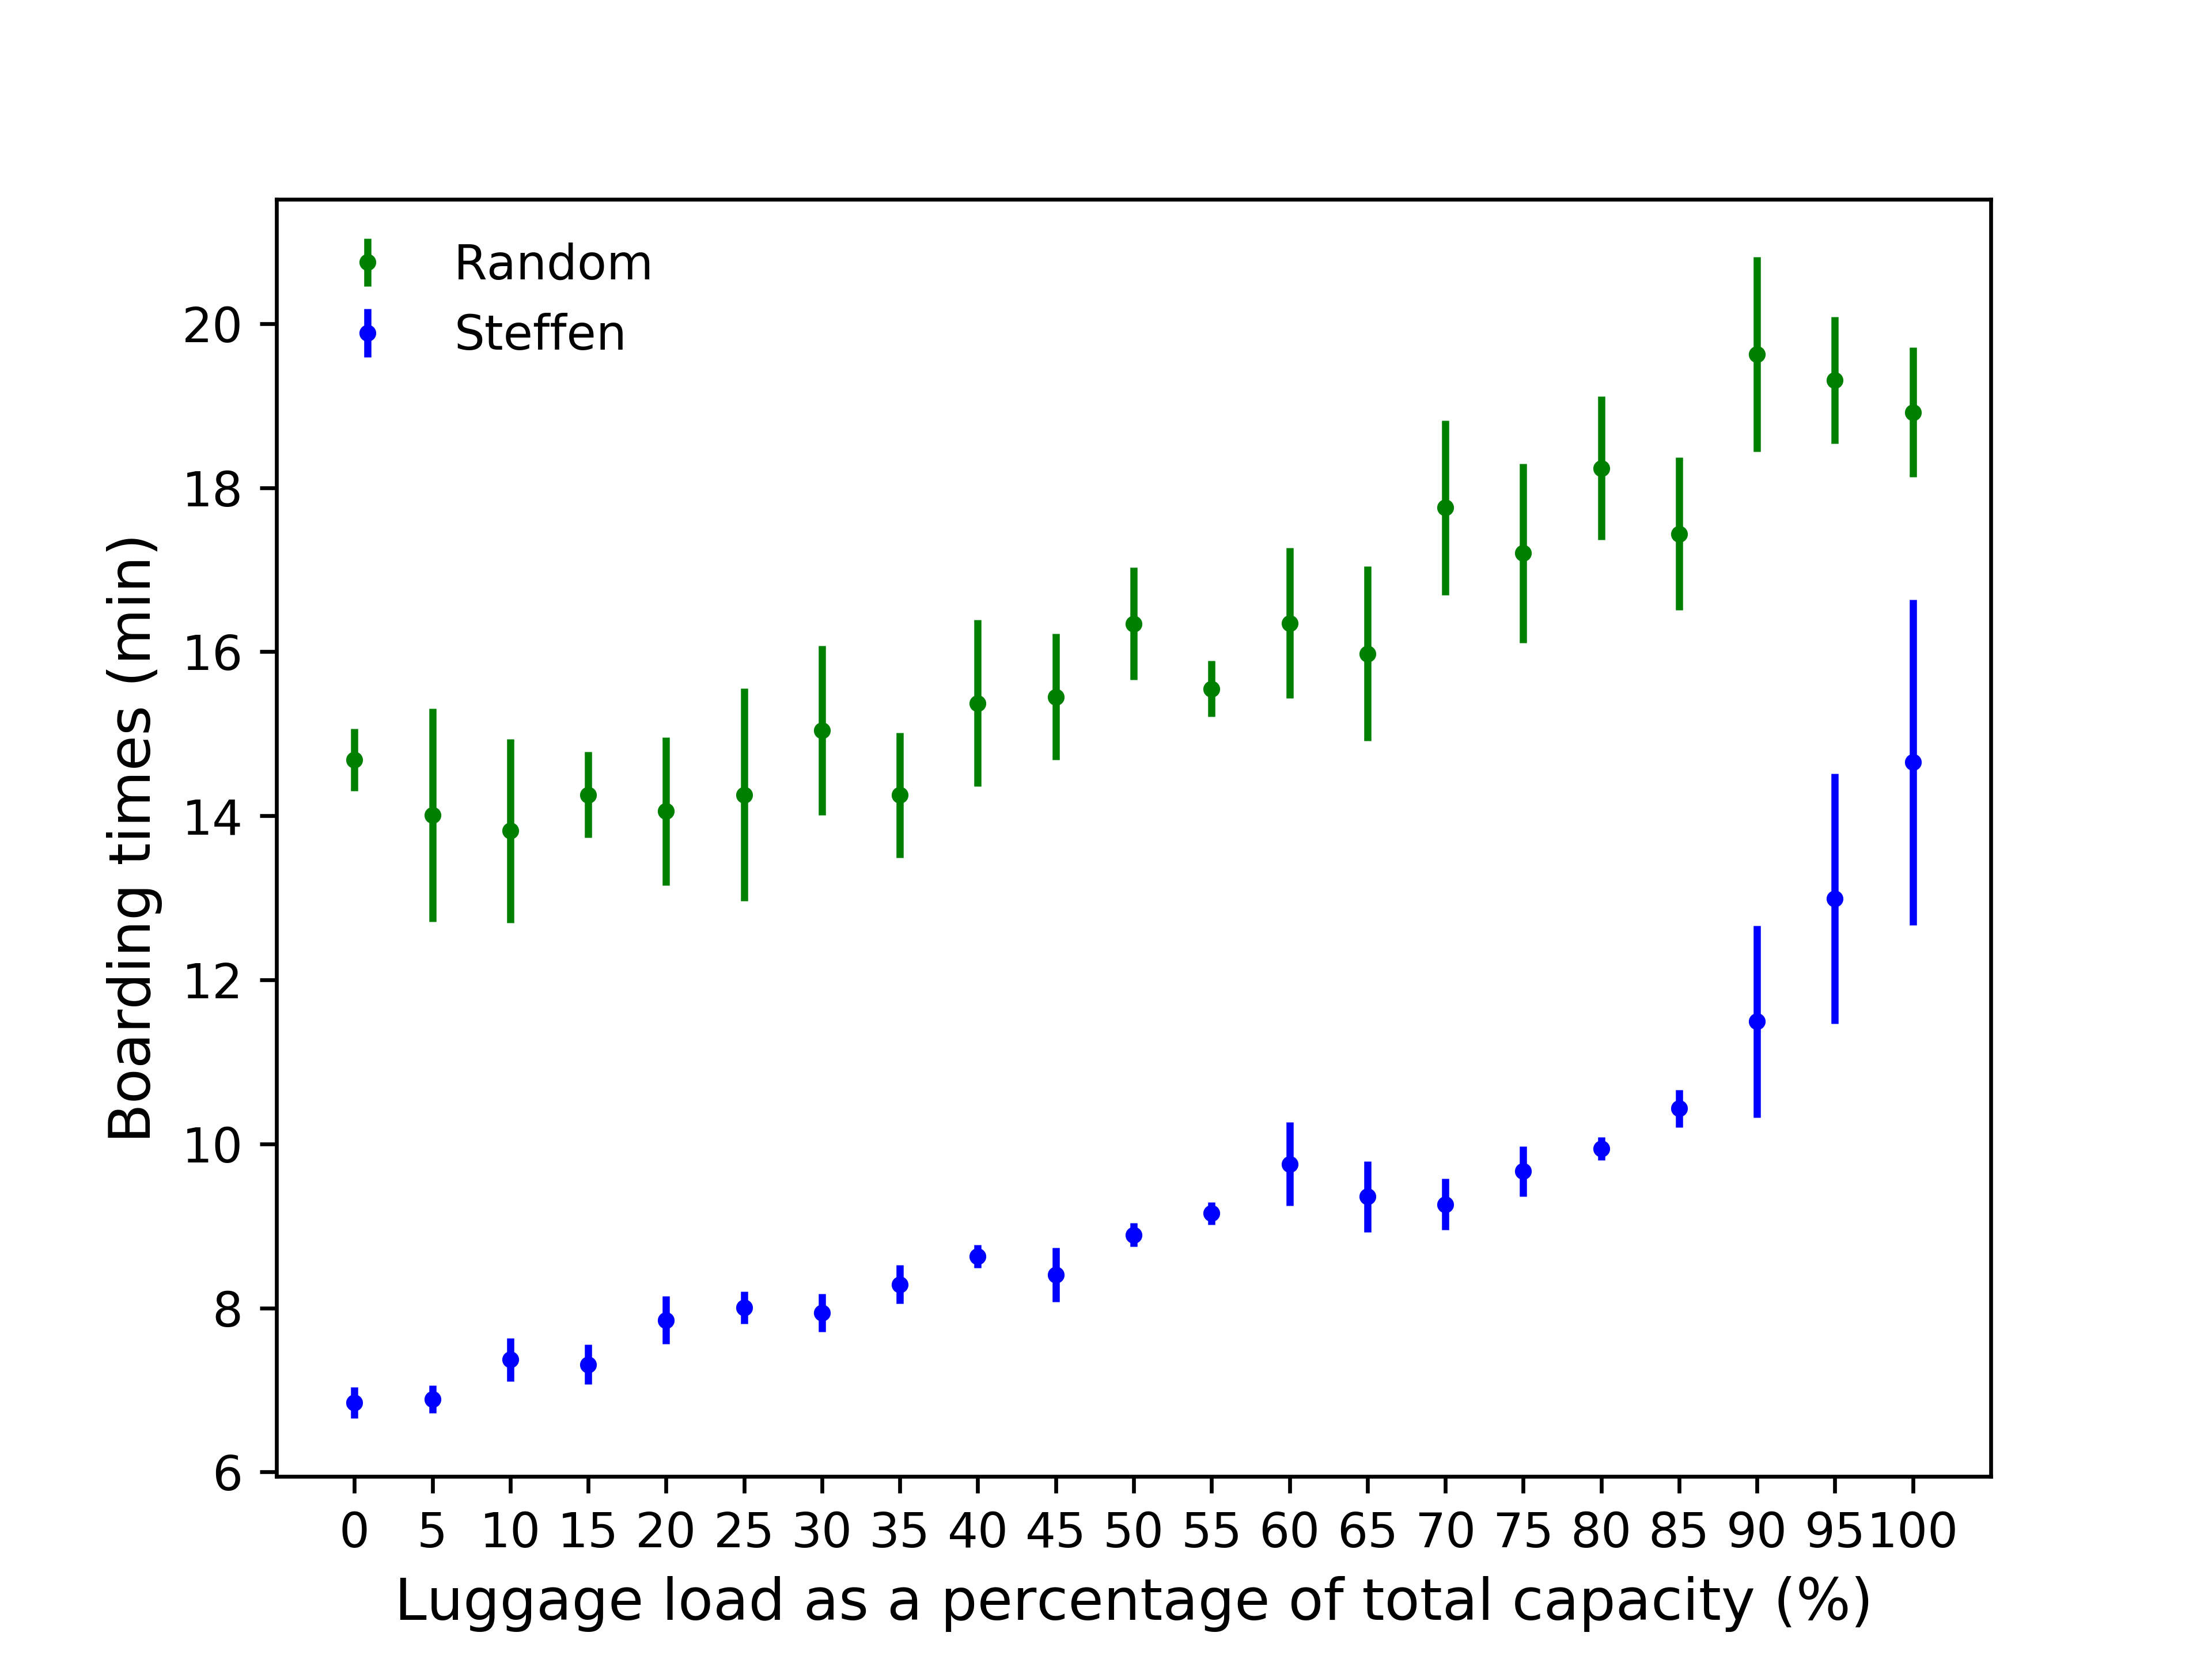 Random
Steffen
20
18
16
14
12
10
8
6
Boarding times (min)
0 5 10 15 20 25 30 35 40 45 50 55 60 65 70 75 80 85 90 95 100
Luggage load as a percentage of total capacity (%)